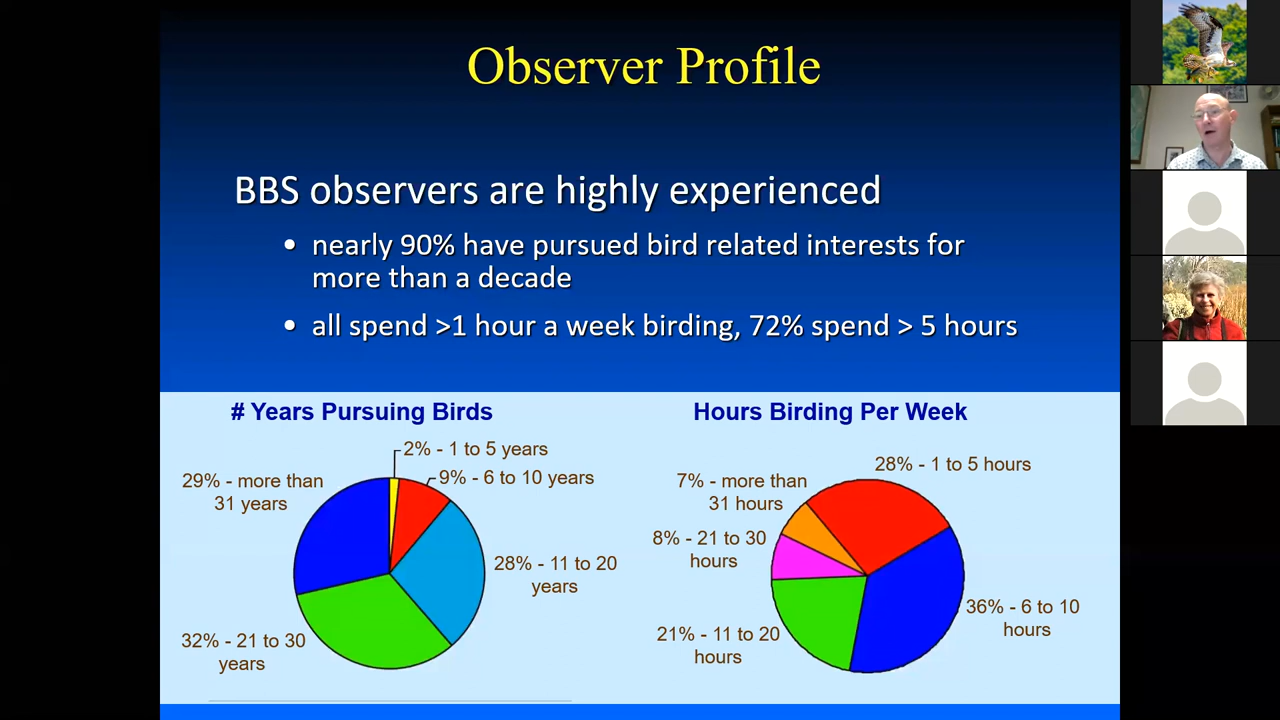 Observer Profile
BBS observers are highly experienced
• nearly 90% have pursued bird related interests for
more than a decade
• all spend >1 hour a week birding, 72% spend > 5 hours
# Years Pursuing Birds
2% - 1 to 5 years
9% - 6 to 10 years
29% - more than
31 years
28% - 11 to 20
years
32% - 21 to 30
years
Hours Birding Per Week
28% - 1 to 5 hours
7% - more than
31 hours
8% - 21 to 30
hours
36% - 6 to 10
hours
21% - 11 to 20
hours